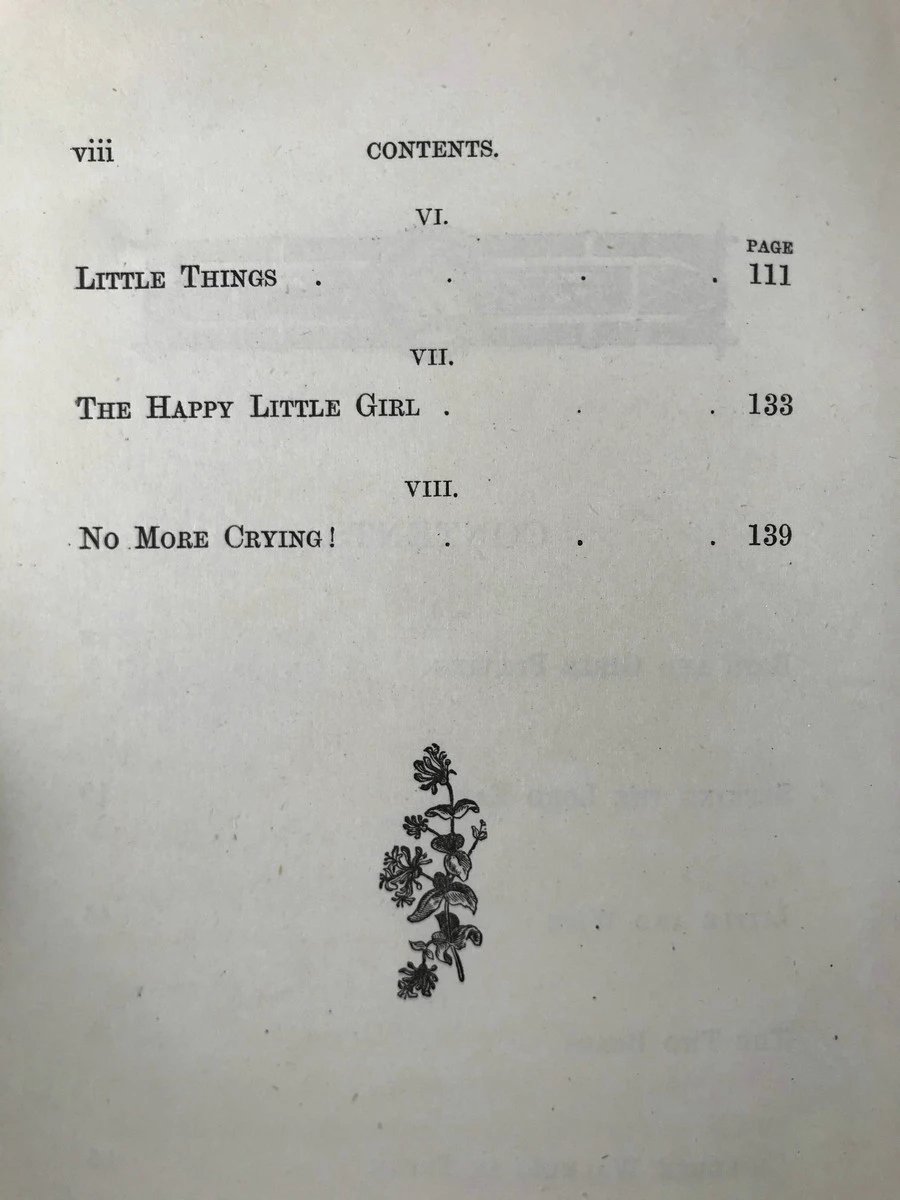 viii CONTENTS.
VI.
PAGE
LITTLE THINGS . . . . 111
VII.
THE HAPPY LITTLE GIRL . . . 133
VIII.
NO MORE CRYING! . . . 139